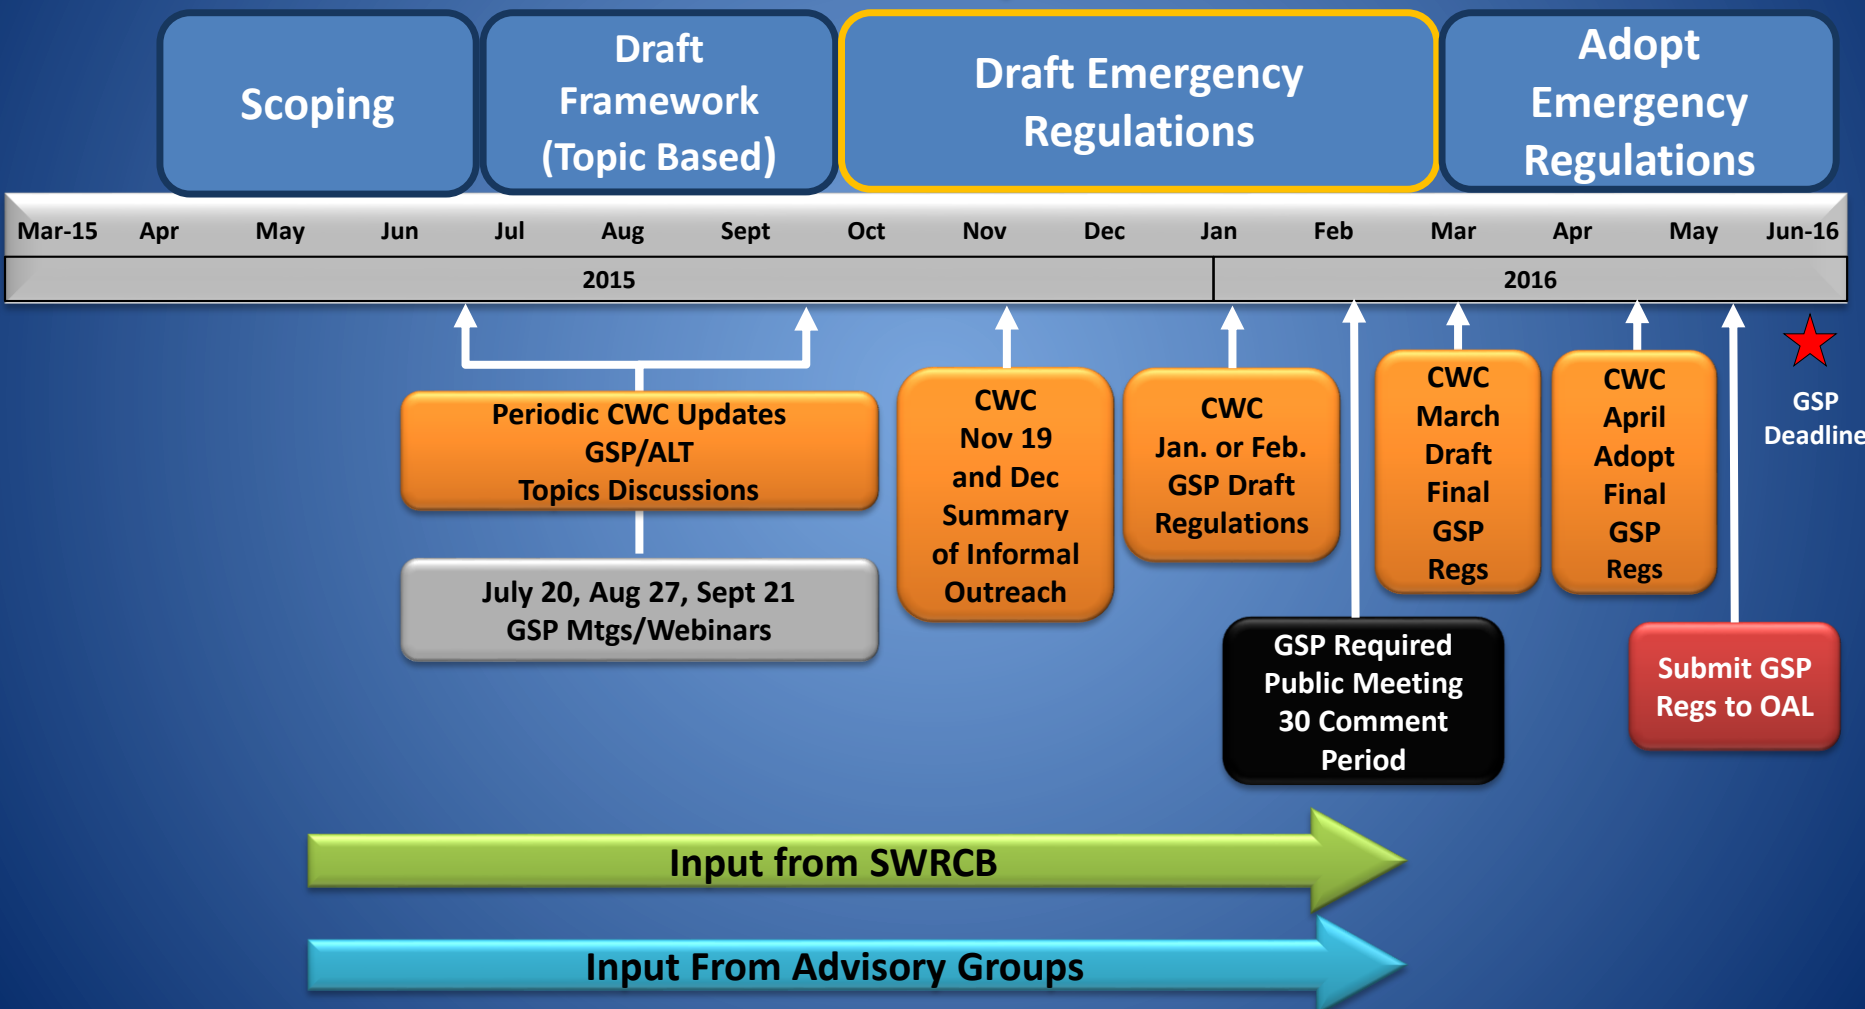 Scoping
Draft
Framework
(Topic Based)
Draft Emergency
Regulations
Adopt
Emergency
Regulations
Mar-15 Apr May Jun Jul Aug Sept Oct Nov Dec Jan Feb Mar Apr May Jun-16
2015 2016
Periodic CWC Updates
GSP/ALT
Topics Discussions
July 20, Aug 27, Sept 21
GSP Mtgs/Webinars
CWC
Nov 19
and Dec
Summary
of Informal
Outreach
CWC
Jan. or Feb.
GSP Draft
Regulations
GSP Required
Public Meeting
30 Comment
Period
CWC
March
Draft
Final
GSP
Regs
CWC
April
Adopt
Final
GSP
Regs
Submit GSP
Regs to OAL
GSP
Deadline
Input from SWRCB
Input From Advisory Groups